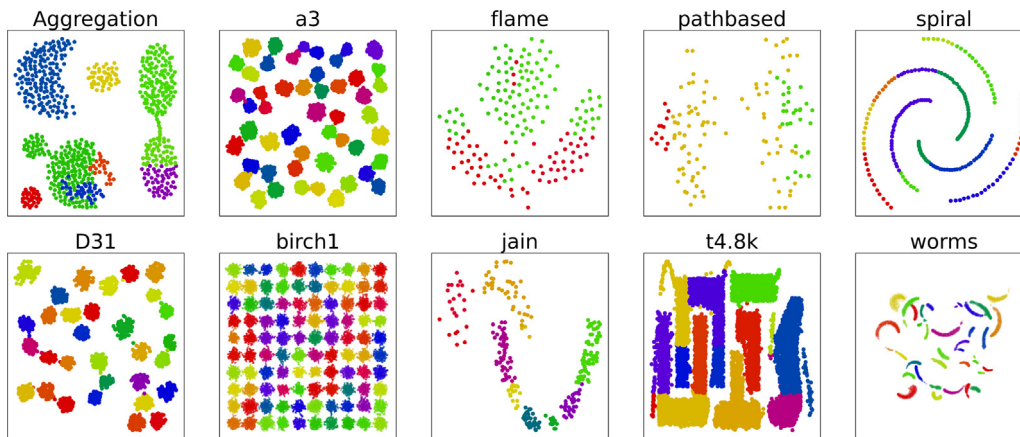 Aggregation
a3
flame
pathbased
spiral
D31
birch1
jain
t4.8k
worms